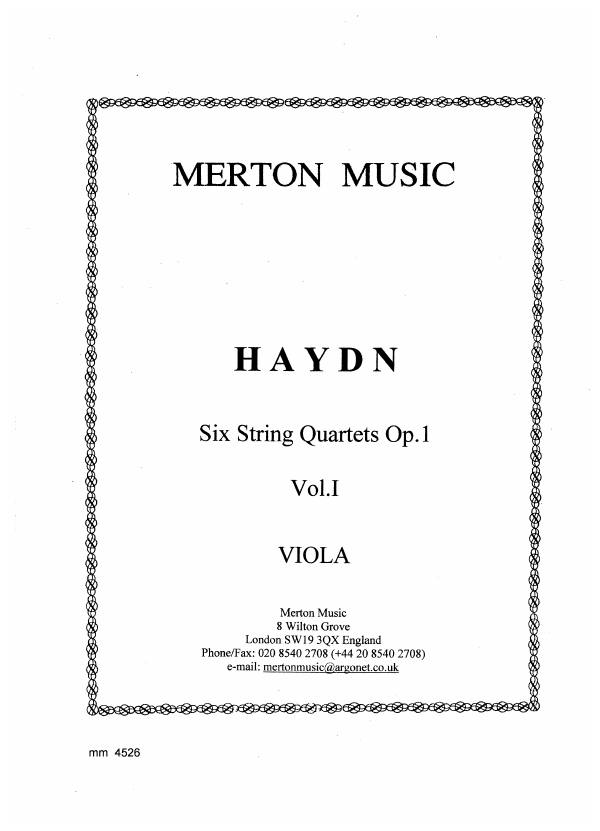 MERTON MUSIC
HAYDN
Six String Quartets Op.1
Vol.I
VIOLA
Merton Music
8 Wilton Grove
London SW19 3QX England
Phone/Fax: 020 8540 2708 (+44 20 8540 2708)
e-mail: mertonmusic@argonet.co.uk
mm 4526